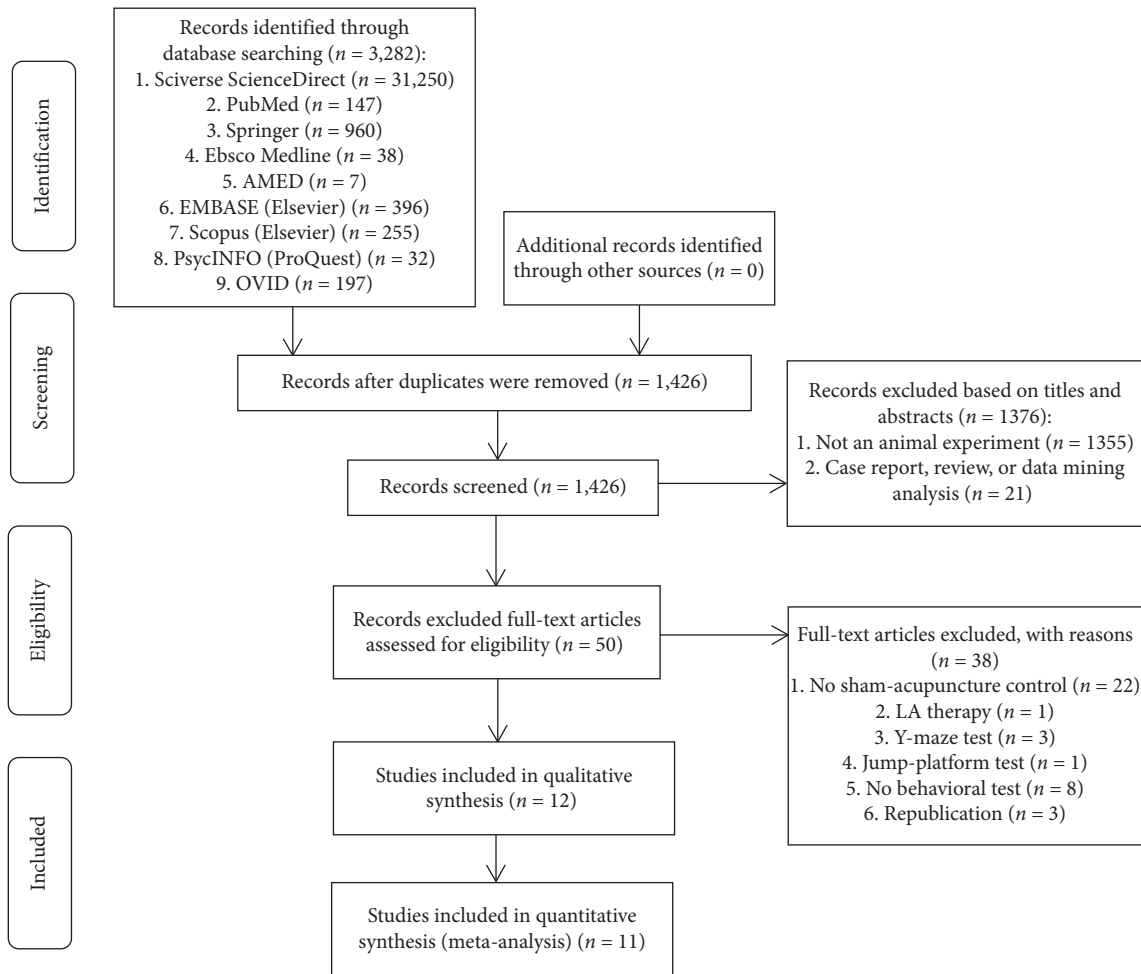 Identification
Records identified through
database searching (n = 3,282):
1. Sciverse ScienceDirect (n = 31,250)
2. PubMed (n = 147)
3. Springer (n = 960)
4. Ebsco Medline (n = 38)
5. AMED (n = 7)
6. EMBASE (Elsevier) (n = 396)
7. Scopus (Elsevier) (n = 255)
8. PsycINFO (ProQuest) (n = 32)
9. OVID (n = 197)
Additional records identified
through other sources (n = 0)
Screening
Records after duplicates were removed (n = 1,426)
Records screened (n = 1,426)
Records excluded based on titles and
abstracts (n = 1376):
1. Not an animal experiment (n = 1355)
2. Case report, review, or data mining
analysis (n = 21)
Eligibility
Records excluded full-text articles
assessed for eligibility (n = 50)
Full-text articles excluded, with reasons
(n = 38)
1. No sham-acupuncture control (n = 22)
2. LA therapy (n = 1)
3. Y-maze test (n = 3)
4. Jump-platform test (n = 1)
5. No behavioral test (n = 8)
6. Republication (n = 3)
Included
Studies included in qualitative
synthesis (n = 12)
Studies included in quantitative
synthesis (meta-analysis) (n = 11)